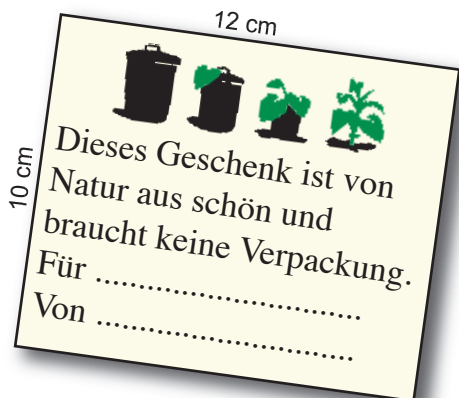 12 cm
10 cm
Dieses Geschenk ist von
Natur aus schön und
braucht keine Verpackung.
Für ................................
Von ................................